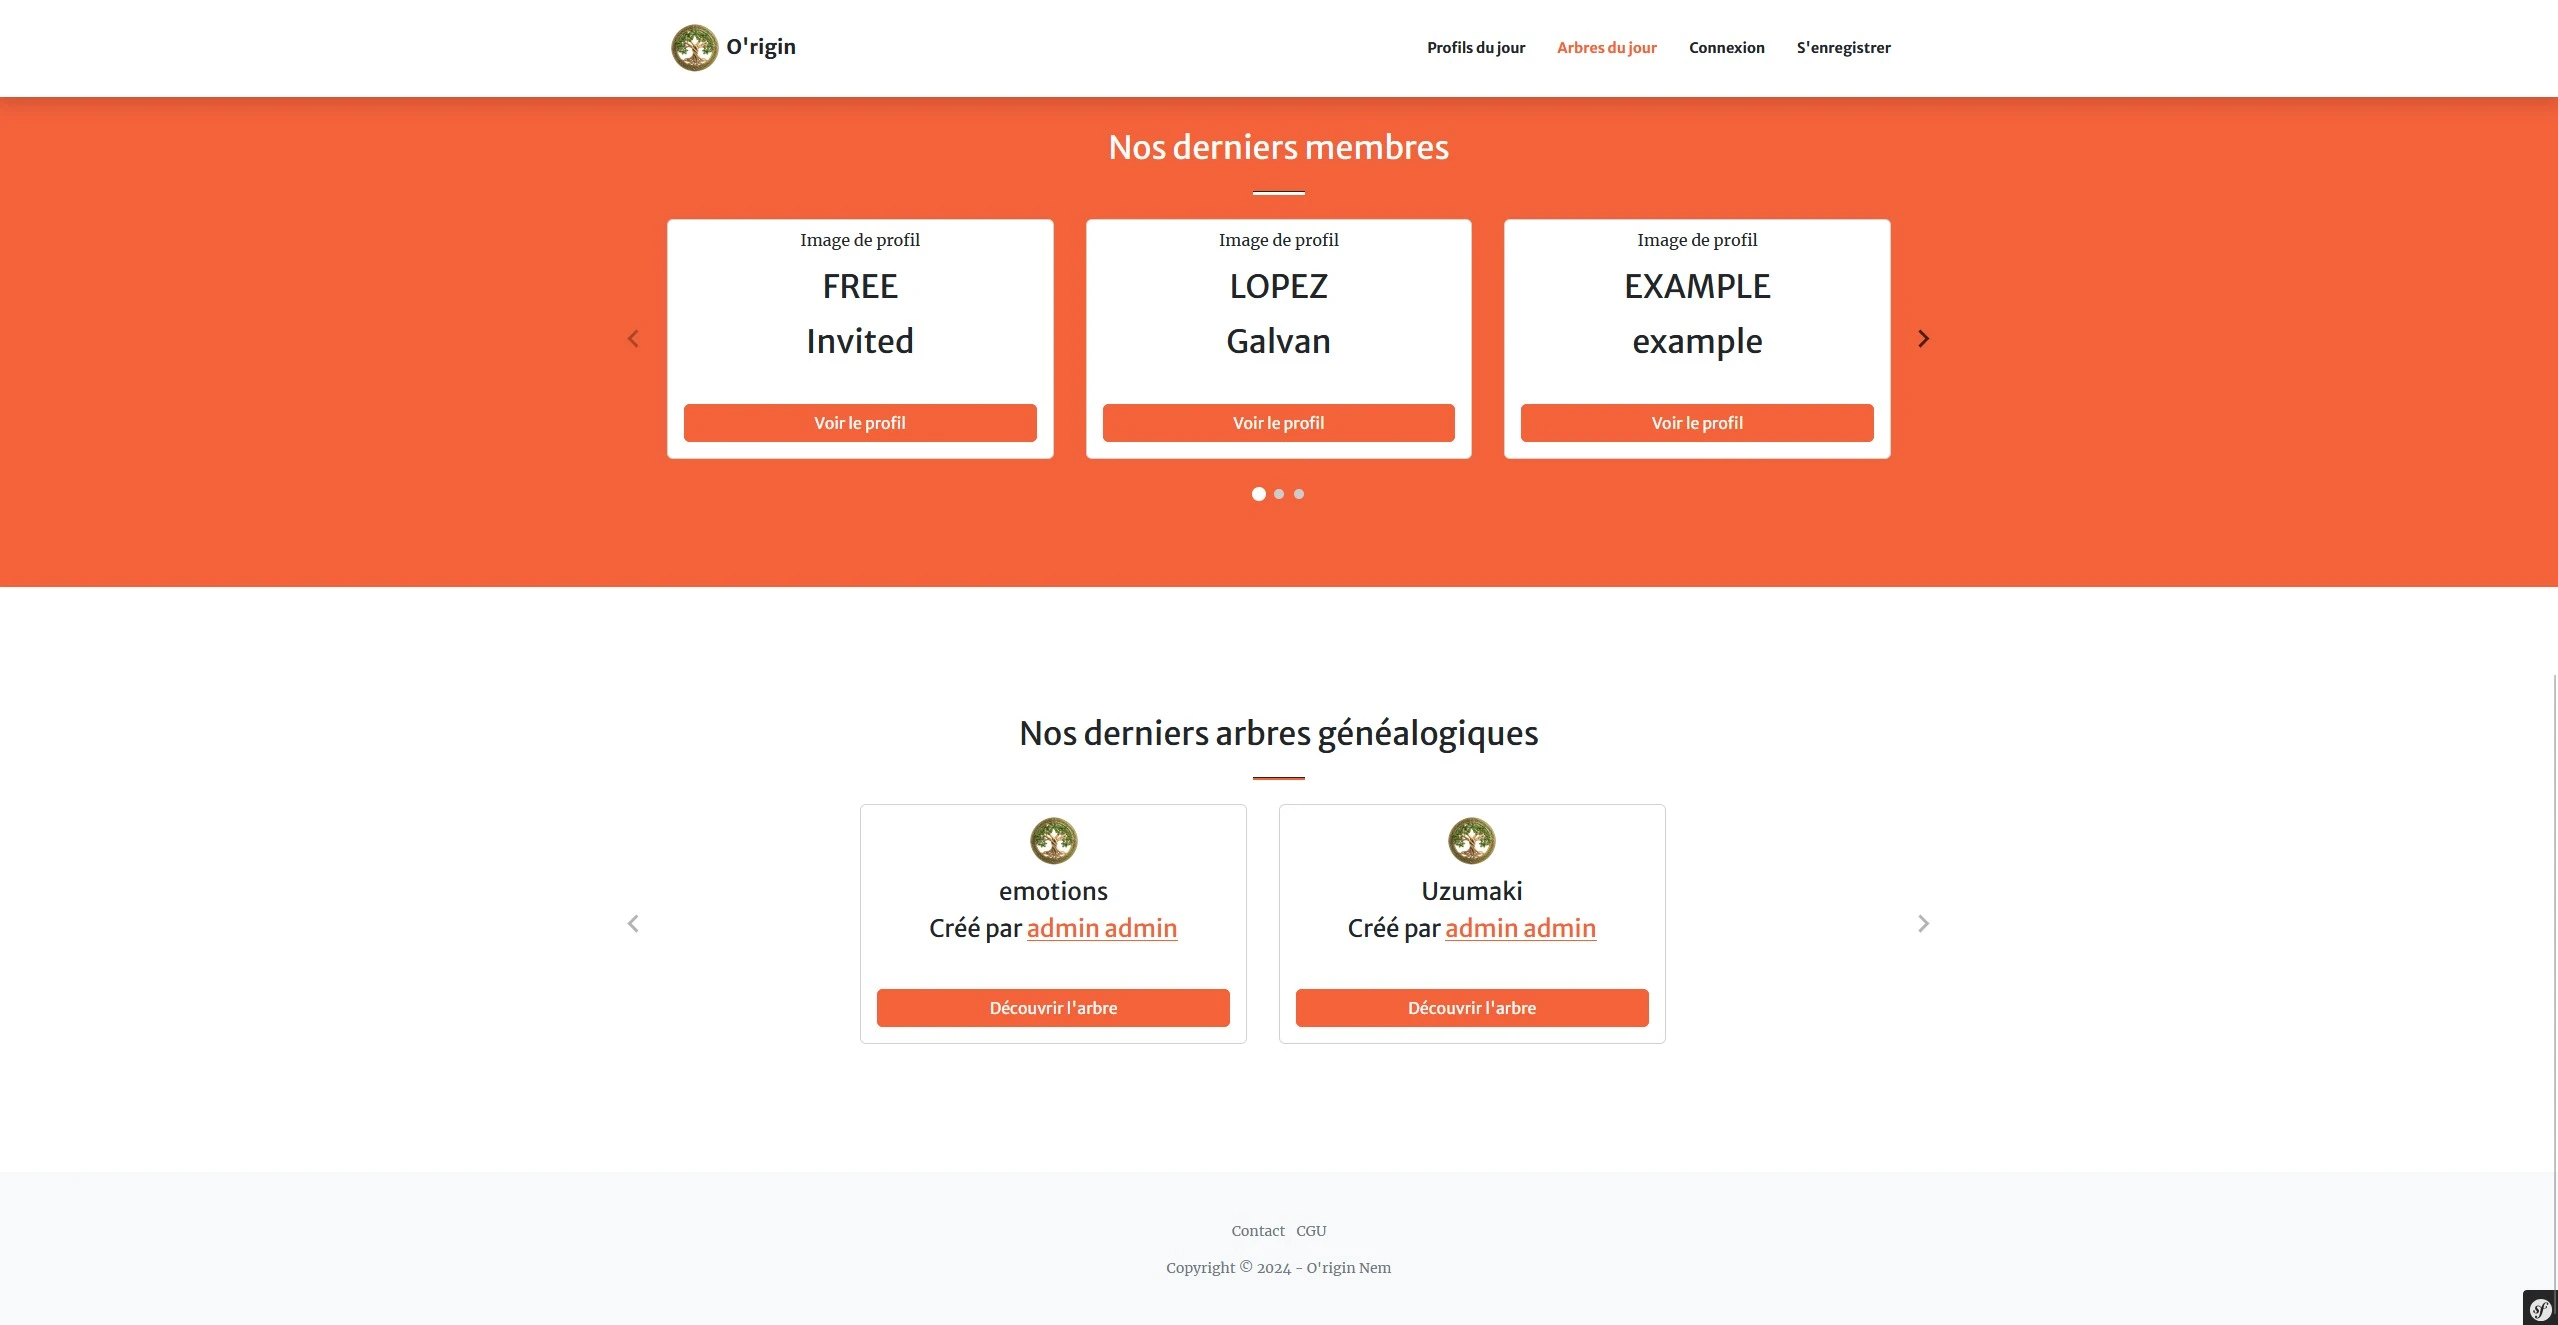 O'rigin
Profils du jour Arbres du jour Connexion S'enregistrer
Nos derniers membres
Image de profil Image de profil Image de profil
FREE LOPEZ EXAMPLE
Invited Galvan example
Voir le profil Voir le profil Voir le profil
Nos derniers arbres généalogiques
emotions Uzumaki
Créé par admin admin Créé par admin admin
Découvrir l'arbre Découvrir l'arbre
Contact CGU
Copyright © 2024 - O'rigin Nem
sf